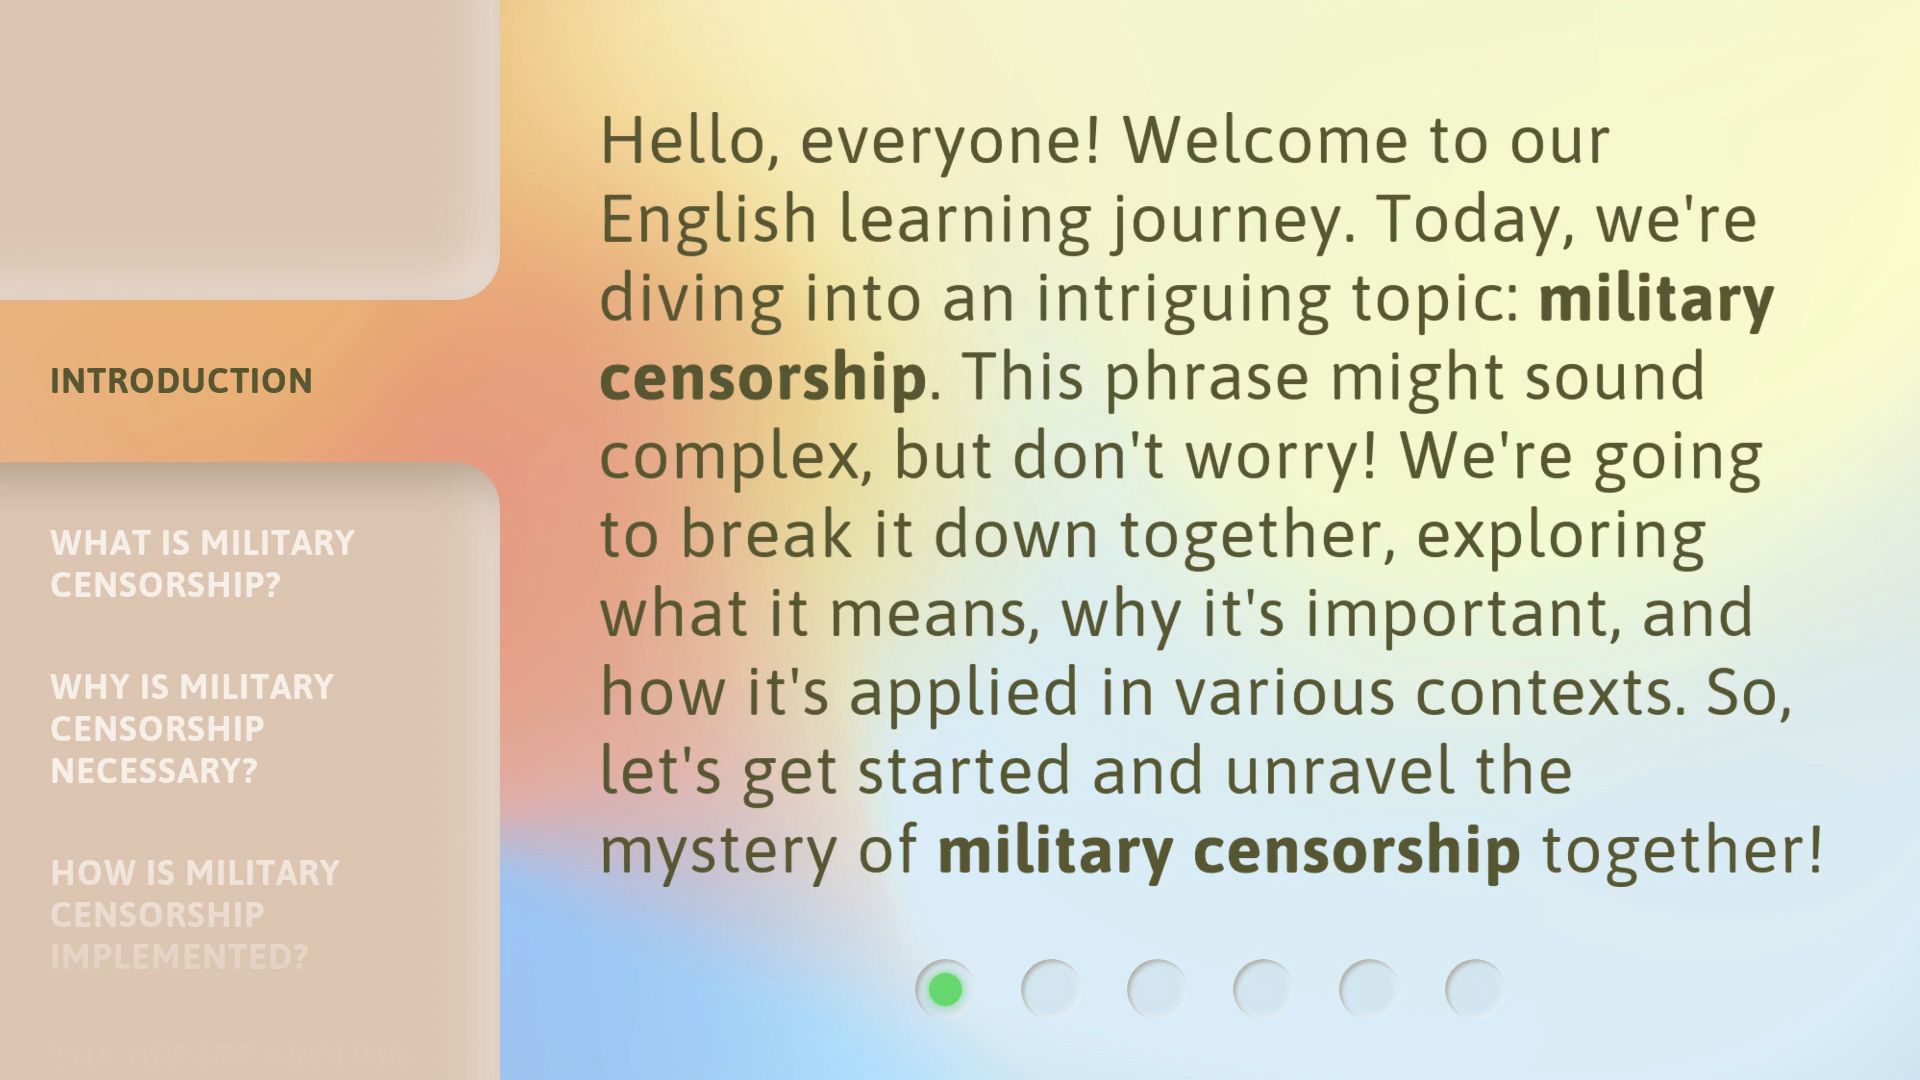 INTRODUCTION
WHAT IS MILITARY
CENSORSHIP?
WHY IS MILITARY
CENSORSHIP
NECESSARY?
HOW IS MILITARY
CENSORSHIP
IMPLEMENTED?
THE DEBATE AROUND
Hello, everyone! Welcome to our
English learning journey. Today, we're
diving into an intriguing topic: military
censorship. This phrase might sound
complex, but don't worry! We're going
to break it down together, exploring
what it means, why it's important, and
how it's applied in various contexts. So,
let's get started and unravel the
mystery of military censorship together!